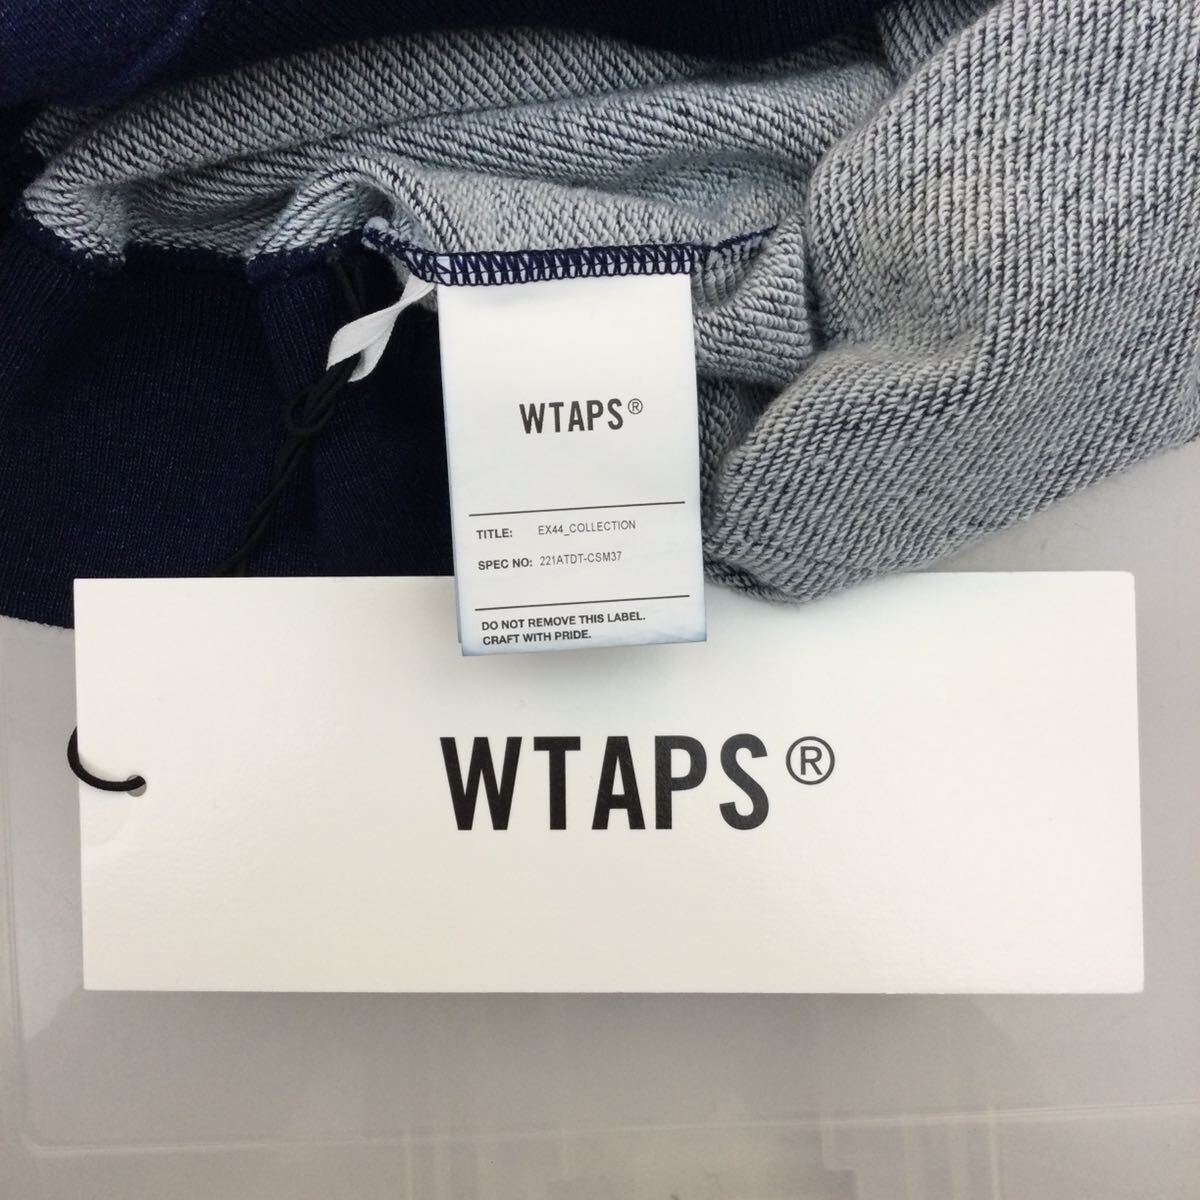 WTAPS®
TITLE: EX44_COLLECTION
SPEC NO: 221ATDT-CSM37
DO NOT REMOVE THIS LABEL.
CRAFT WITH PRIDE.
WTAPS®